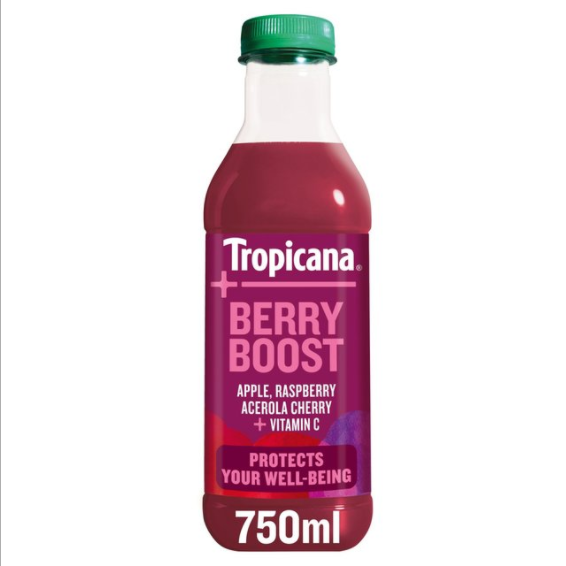 Tropicana®
+
BERRY
BOOST
APPLE, RASPBERRY
ACEROLA CHERRY
+ VITAMIN C
PROTECTS
YOUR WELL-BEING
750ml